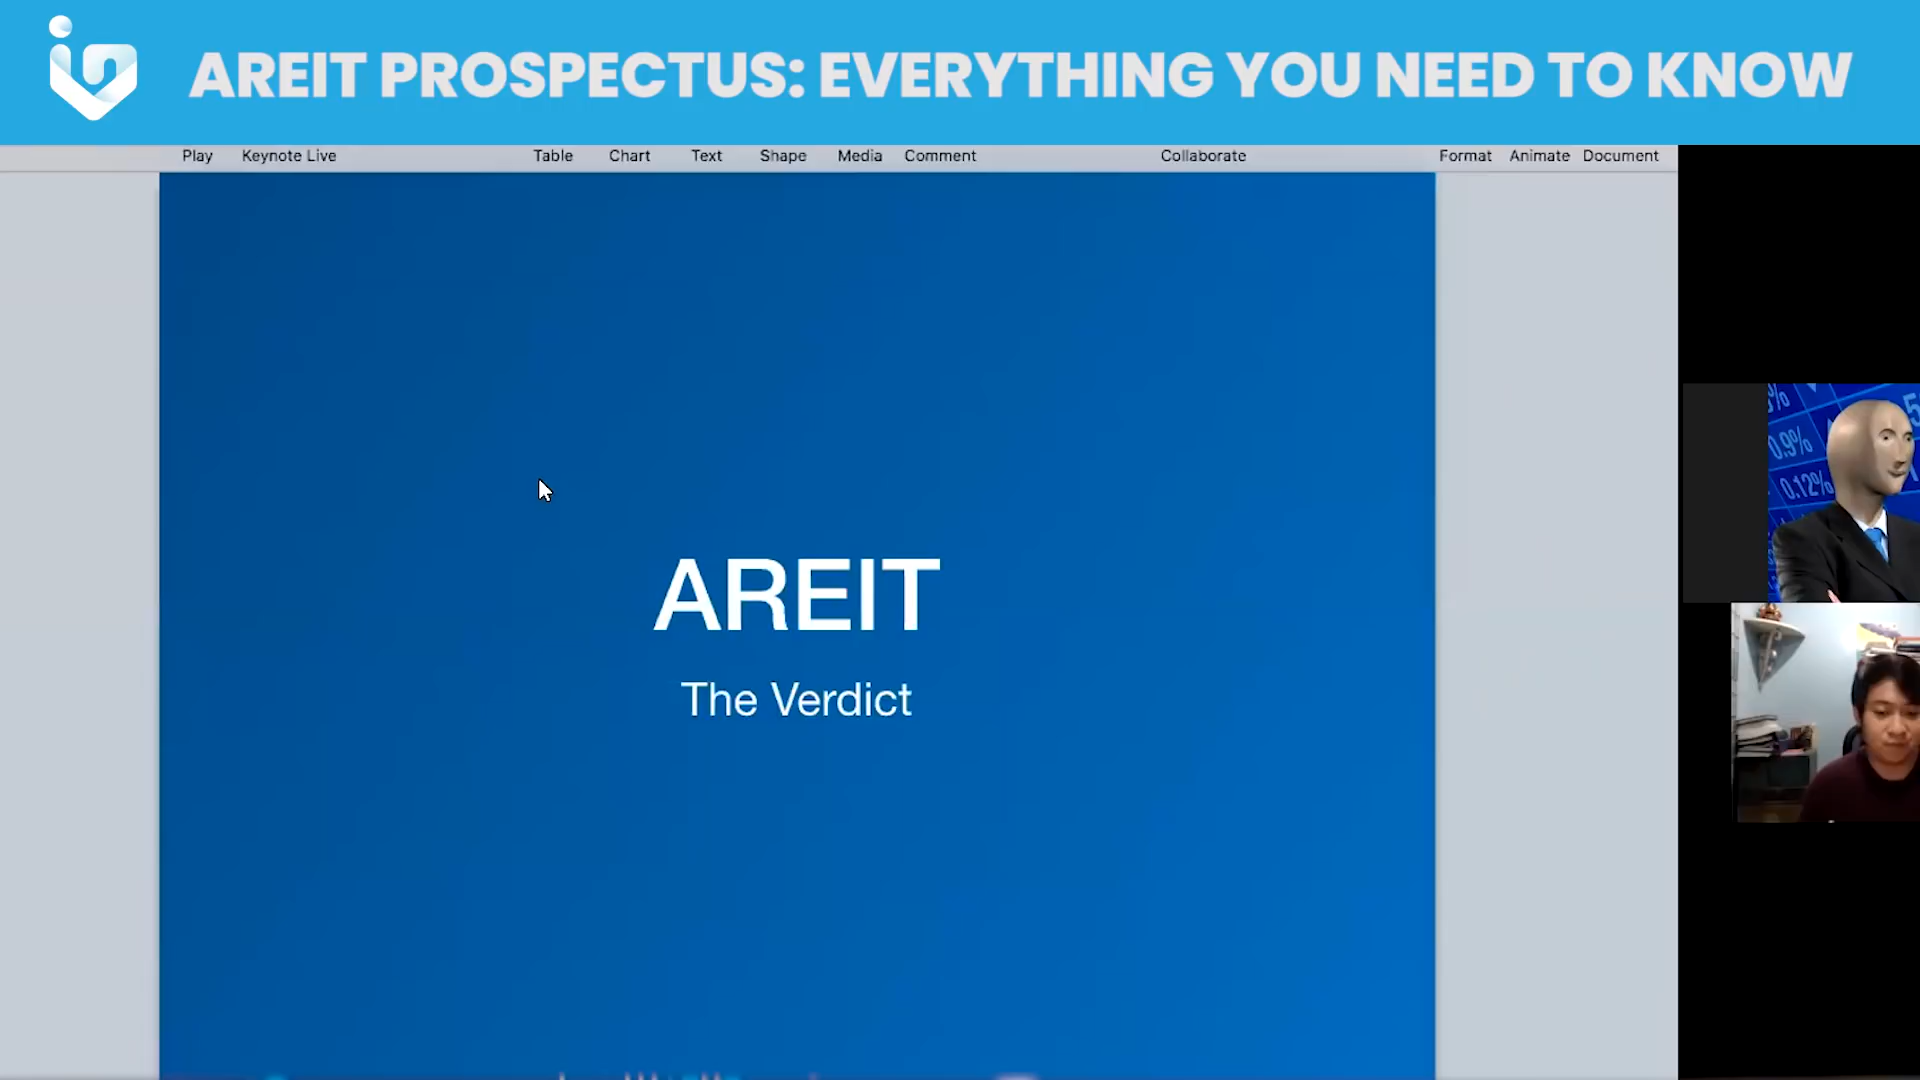 AREIT PROSPECTUS: EVERYTHING YOU NEED TO KNOW
Play Keynote Live Table Chart Text Shape Media Comment Collaborate Format Animate Document
AREIT
The Verdict
0.9%
0.12%